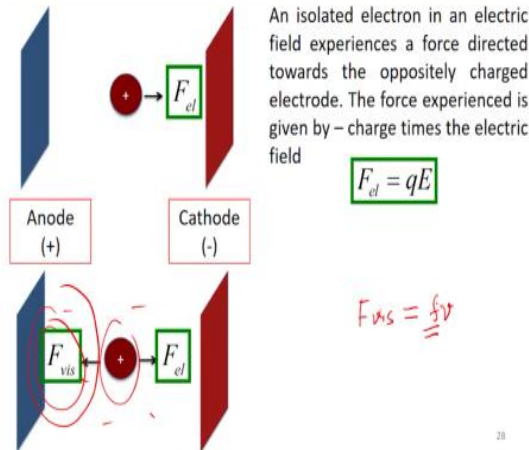 An isolated electron in an electric
field experiences a force directed
towards the oppositely charged
electrode. The force experienced is
given by – charge times the electric
field
F_el = qE
+
F_el
Anode
(+)
Cathode
(-)
F_vis
+
F_el
F_vis = fv
28